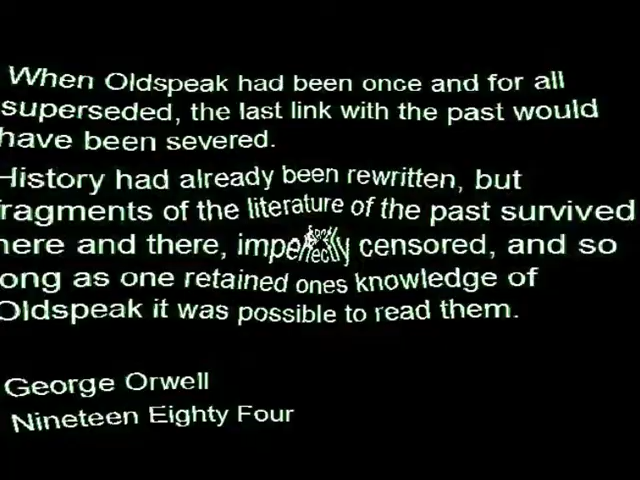 When Oldspeak had been once and for all
superseded, the last link with the past would
have been severed.
History had already been rewritten, but
fragments of the literature of the past survived
here and there, imperfectly censored, and so
long as one retained ones knowledge of
Oldspeak it was possible to read them.
George Orwell
Nineteen Eighty Four